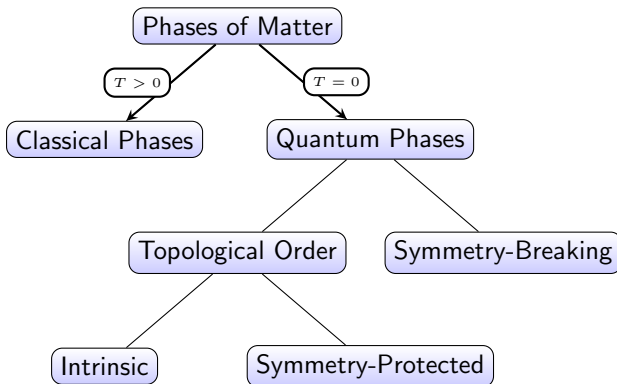 Phases of Matter
T > 0
T = 0
Classical Phases
Quantum Phases
Topological Order
Symmetry-Breaking
Intrinsic
Symmetry-Protected